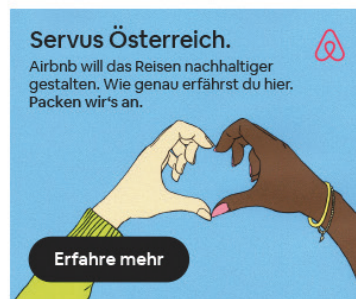 Servus Österreich.
Airbnb will das Reisen nachhaltiger
gestalten. Wie genau erfährst du hier.
Packen wir's an.
Erfahre mehr